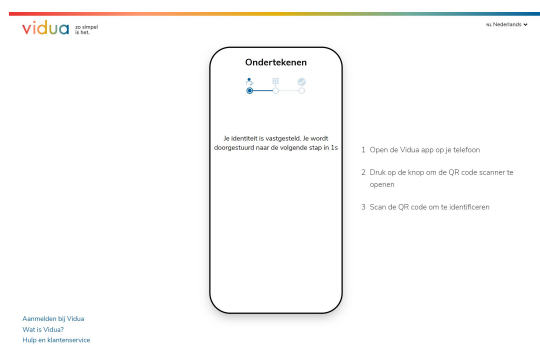 vidua zo simpel
is het.
NL Nederlands
Ondertekenen
Je identiteit is vastgesteld. Je wordt
doorgestuurd naar de volgende stap in 1s
1 Open de Vidua app op je telefoon
2 Druk op de knop om de QR code scanner te
openen
3 Scan de QR code om te identificeren
Aanmelden bij Vidua
Wat is Vidua?
Hulp en klantenservice